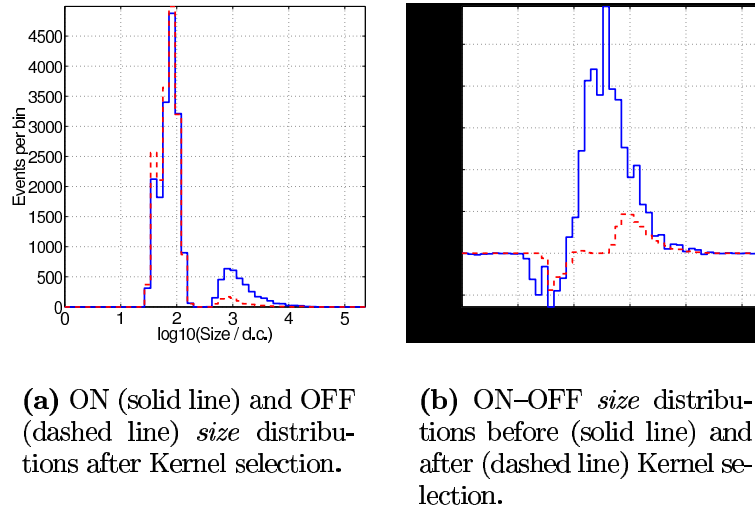 5000
4500
4000
3500
3000
2500
2000
1500
1000
500
0
Events per bin
0 1 2 3 4 5
log10(Size / d.c.)
(a) ON (solid line) and OFF
(dashed line) size distribu-
tions after Kernel selection.
(b) ON–OFF size distribu-
tions before (solid line) and
after (dashed line) Kernel se-
lection.